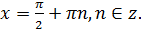 x = π/2 + πn, n ∈ z.